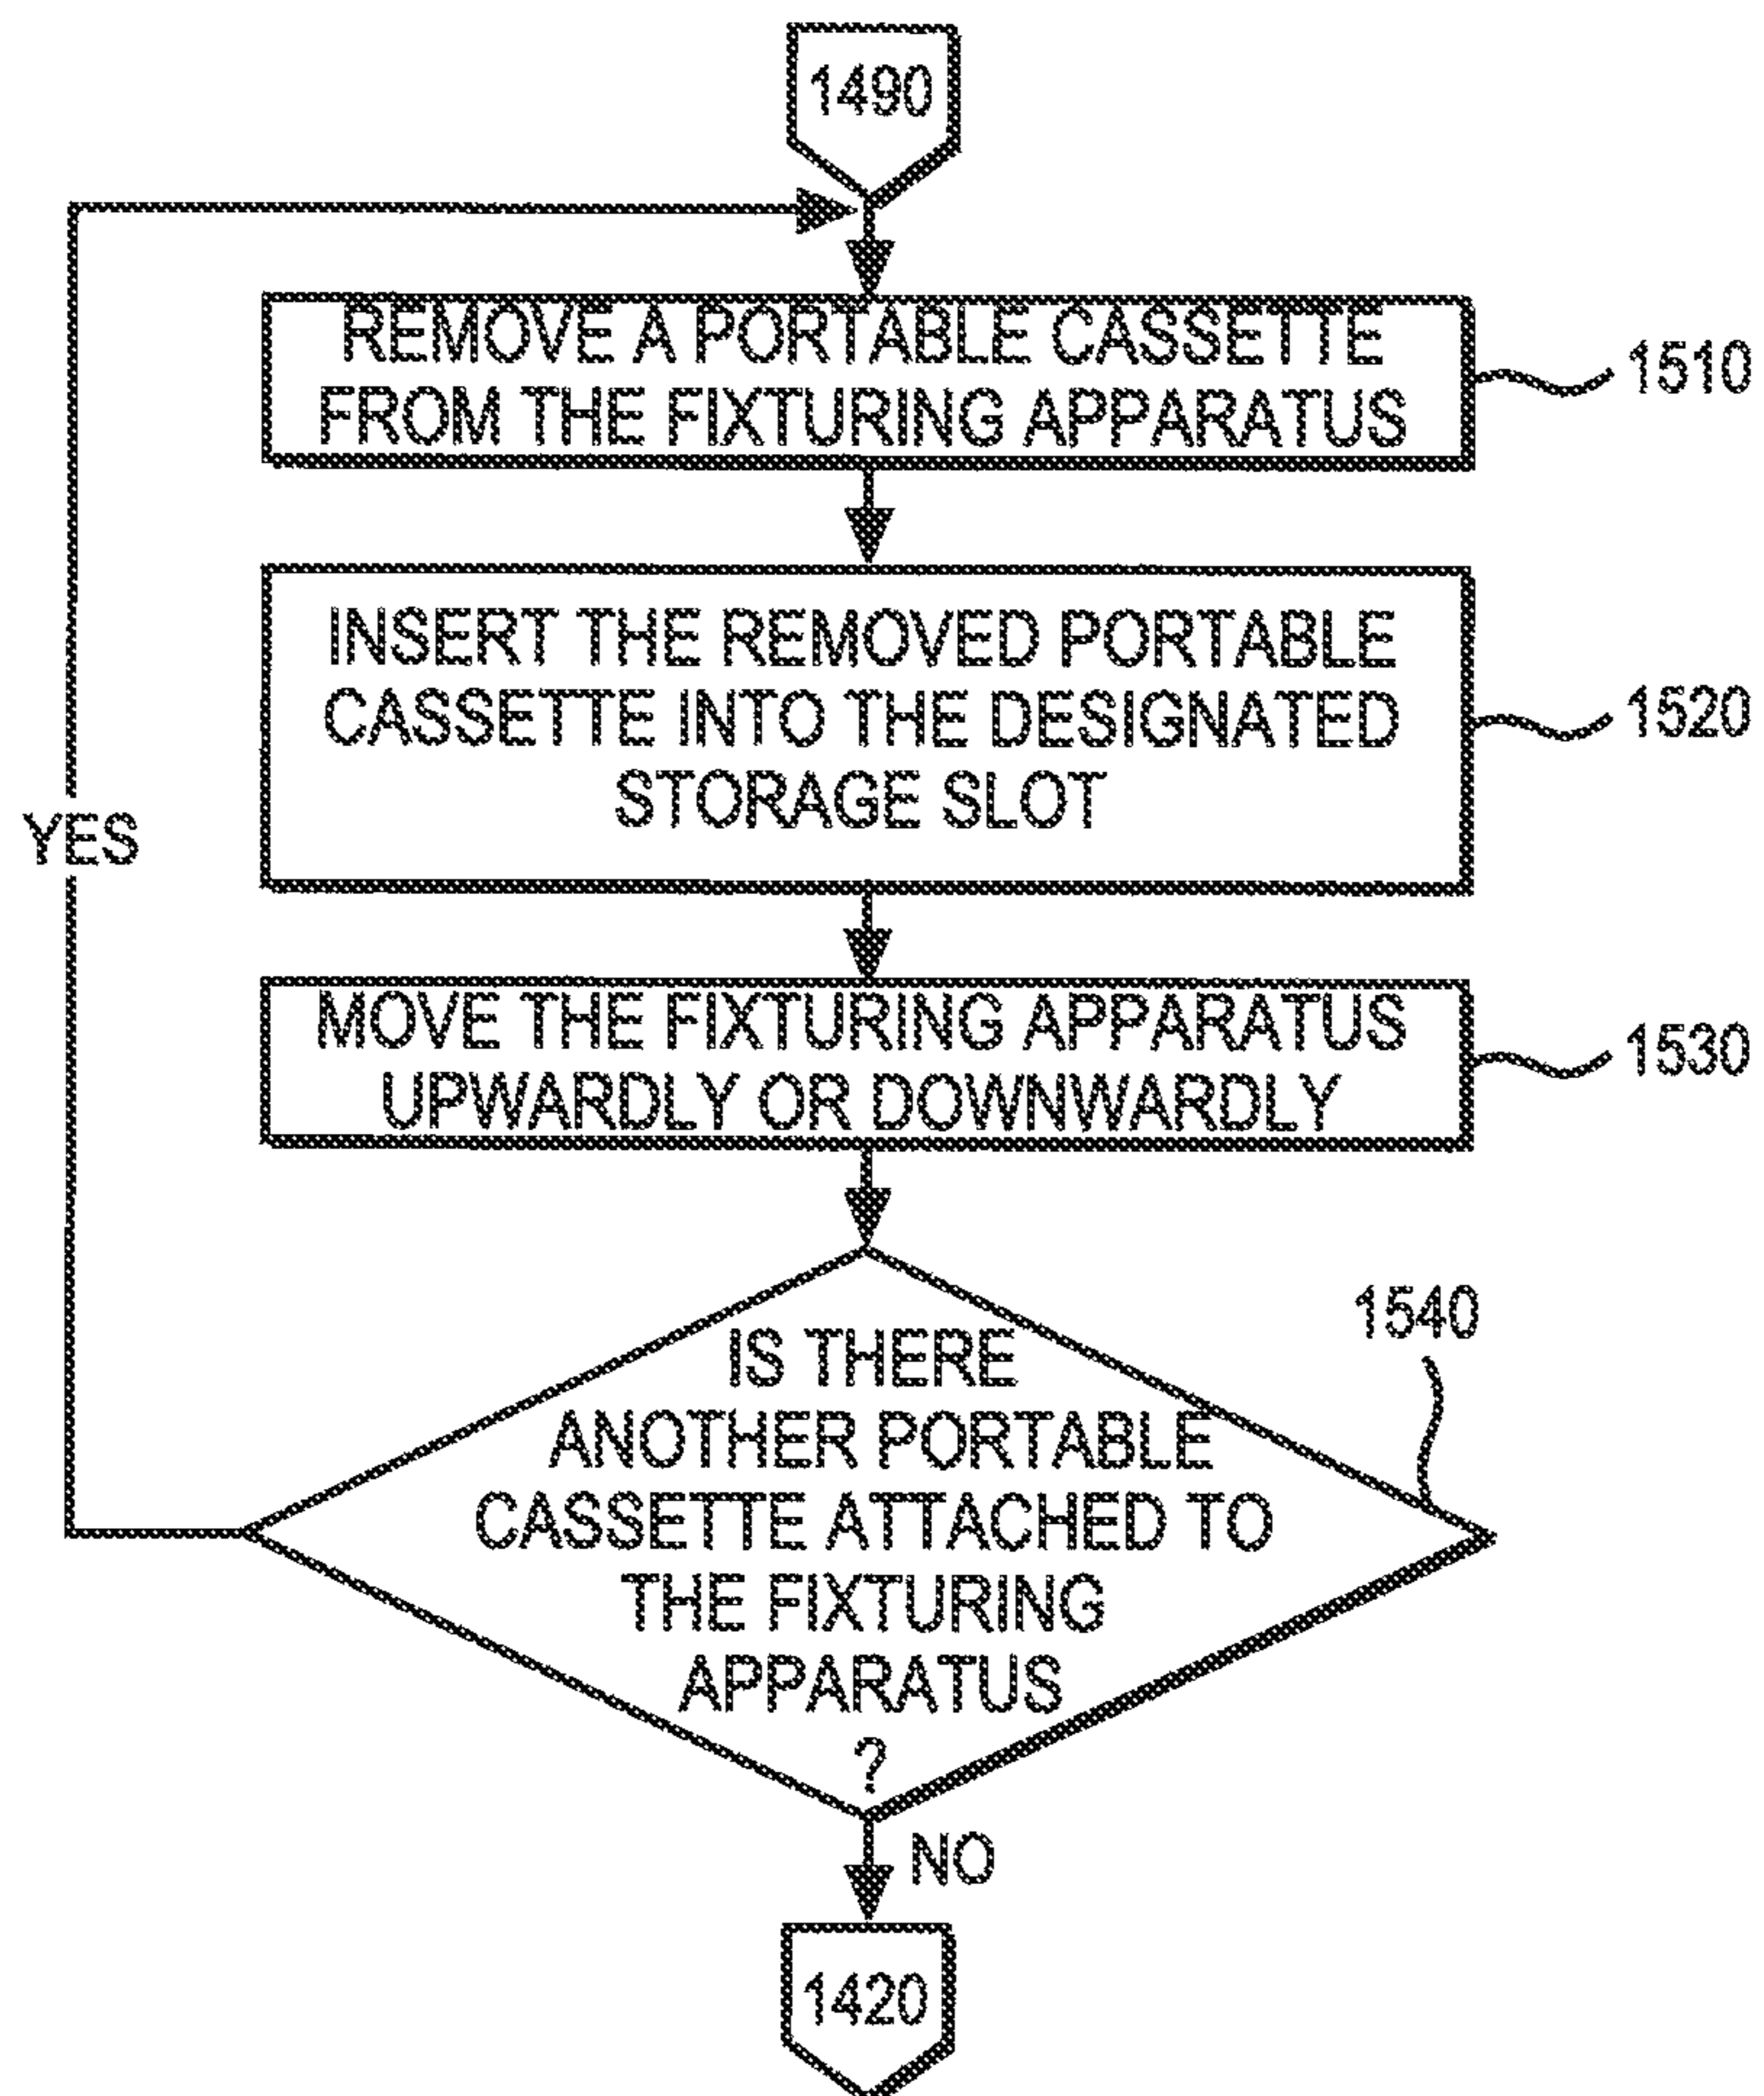 1490
REMOVE A PORTABLE CASSETTE
FROM THE FIXTURING APPARATUS
1510
INSERT THE REMOVED PORTABLE
CASSETTE INTO THE DESIGNATED
STORAGE SLOT
1520
YES
MOVE THE FIXTURING APPARATUS
UPWARDLY OR DOWNWARDLY
1530
1540
IS THERE
ANOTHER PORTABLE
CASSETTE ATTACHED TO
THE FIXTURING
APPARATUS
?
NO
1420